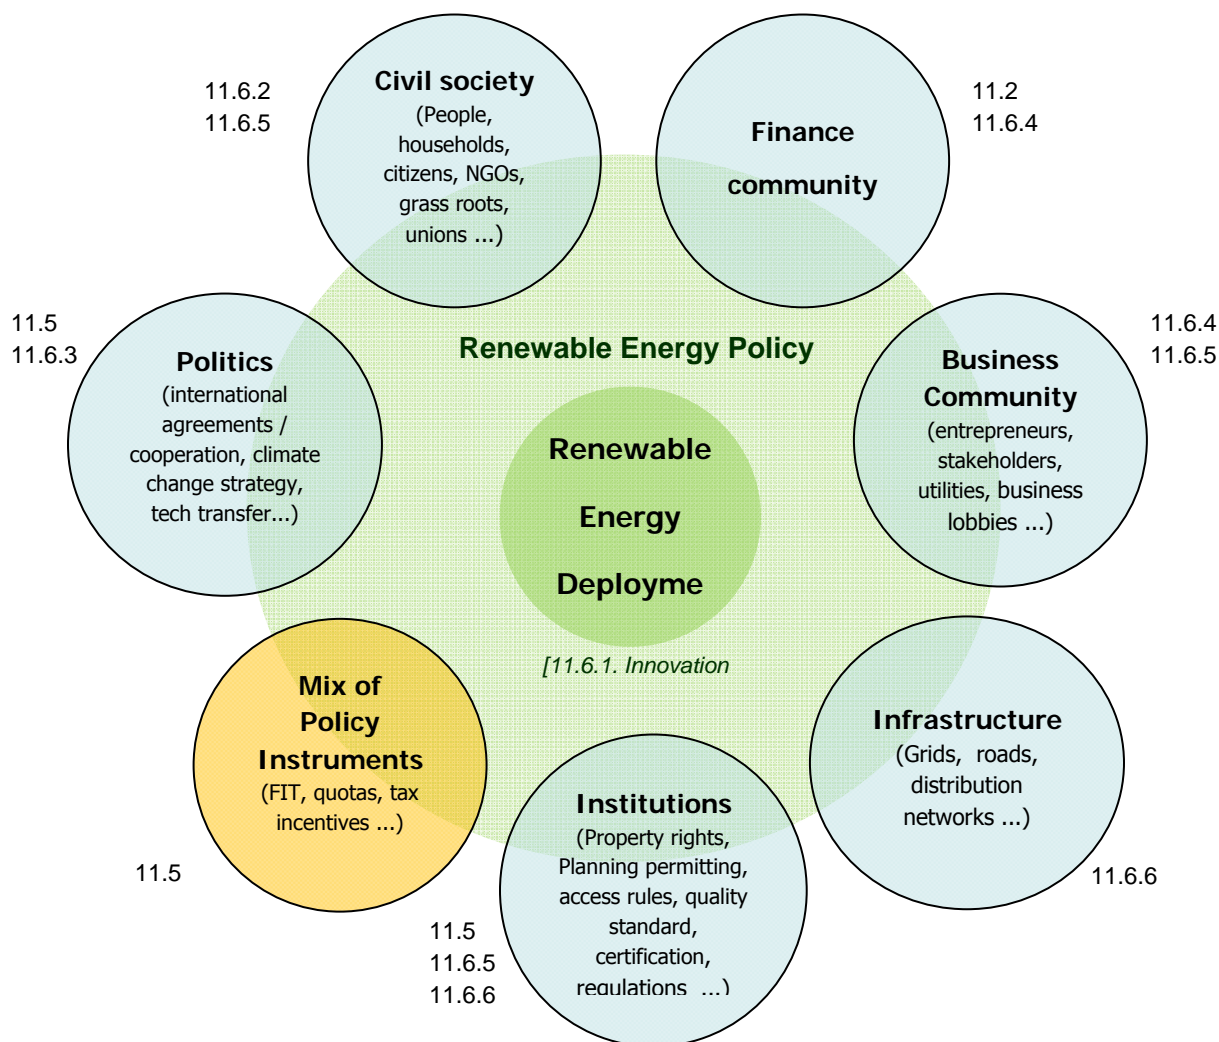 11.6.2
11.6.5
Civil society
(People,
households,
citizens, NGOs,
grass roots,
unions ...)
Finance
community
11.2
11.6.4
11.5
11.6.3
Politics
(international
agreements /
cooperation, climate
change strategy,
tech transfer...)
Renewable Energy Policy
Business
Community
(entrepreneurs,
stakeholders,
utilities, business
lobbies ...)
11.6.4
11.6.5
Renewable
Energy
Deployme
[11.6.1. Innovation
Mix of
Policy
Instruments
(FIT, quotas, tax
incentives ...)
11.5
Institutions
(Property rights,
Planning permitting,
access rules, quality
standard,
certification,
regulations ...)
11.5
11.6.5
11.6.6
Infrastructure
(Grids, roads,
distribution
networks ...)
11.6.6